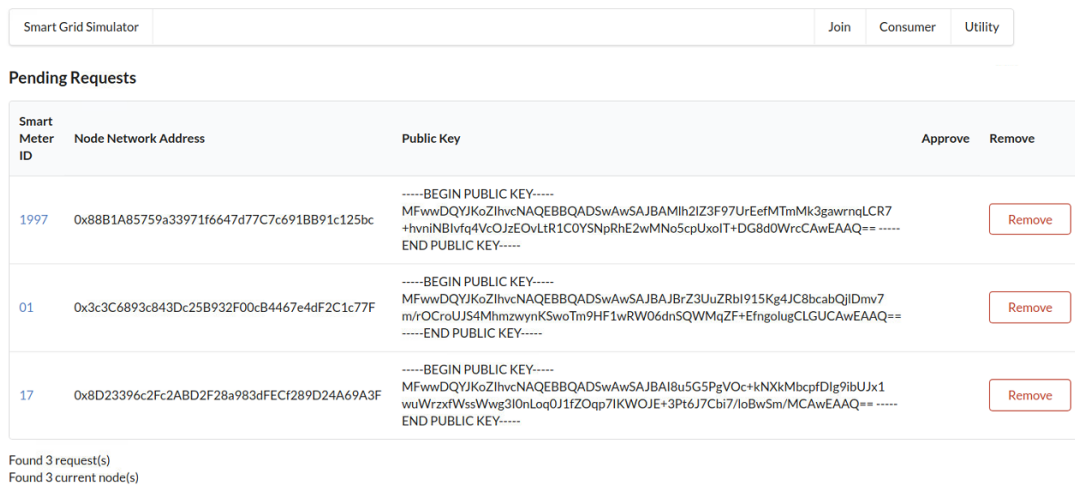 Smart Grid Simulator Join Consumer Utility
Pending Requests
Smart Meter ID Node Network Address Public Key Approve Remove
1997 0x88B1A85759a33971f6647d77C7c691BB91c125bc Remove
-----BEGIN PUBLIC KEY-----
MFwwDQYJKoZIhvcNAQEBBQADSwAwSAJBAMlh2IZ3F97UrEefMTmMk3gawrnqLCR7
+hvniNBIvfq4VcOJzEOvLtR1C0YSNpRhE2wMNo5cpUxoIT+DG8d0WrcCAwEAAQ== -----
END PUBLIC KEY-----
01 0x3c3C6893c843Dc25B932F00cB4467e4dF2C1c77F Remove
-----BEGIN PUBLIC KEY-----
MFwwDQYJKoZIhvcNAQEBBQADSwAwSAJBAJBrZ3UuZRbI915Kg4JC8bcabQjlDmv7
m/rOCroUJS4MhmzwynKSwoTm9HF1wRW06dnSQWMqZF+EfngolugCLGUCAwEAAQ==
-----END PUBLIC KEY-----
17 0x8D23396c2Fc2ABD2F28a983dFECf289D24A69A3F Remove
-----BEGIN PUBLIC KEY-----
MFwwDQYJKoZIhvcNAQEBBQADSwAwSAJBAI8u5G5PgVOc+kNXkMbcpfDIg9ibUJx1
wuWrzxfWssWwg3I0nLoq0J1fZOqp7IKWOJE+3Pt6J7Cbi7/IoBwSm/MCAwEAAQ== -----
END PUBLIC KEY-----
Found 3 request(s)
Found 3 current node(s)